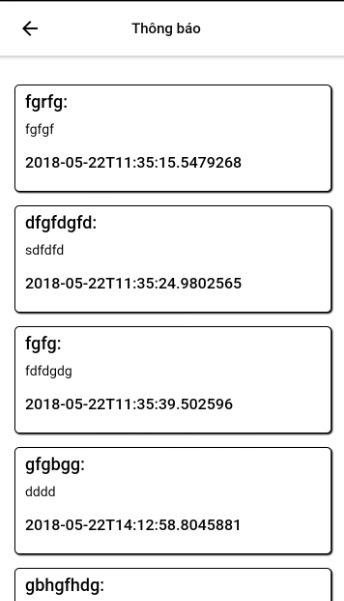 Thông báo
fgrfg:
fgfgf
2018-05-22T11:35:15.5479268
dfgfdgfd:
sdfdfd
2018-05-22T11:35:24.9802565
fgfg:
fdfdgdg
2018-05-22T11:35:39.502596
gfgbgg:
dddd
2018-05-22T14:12:58.8045881
gbhgfhdg: